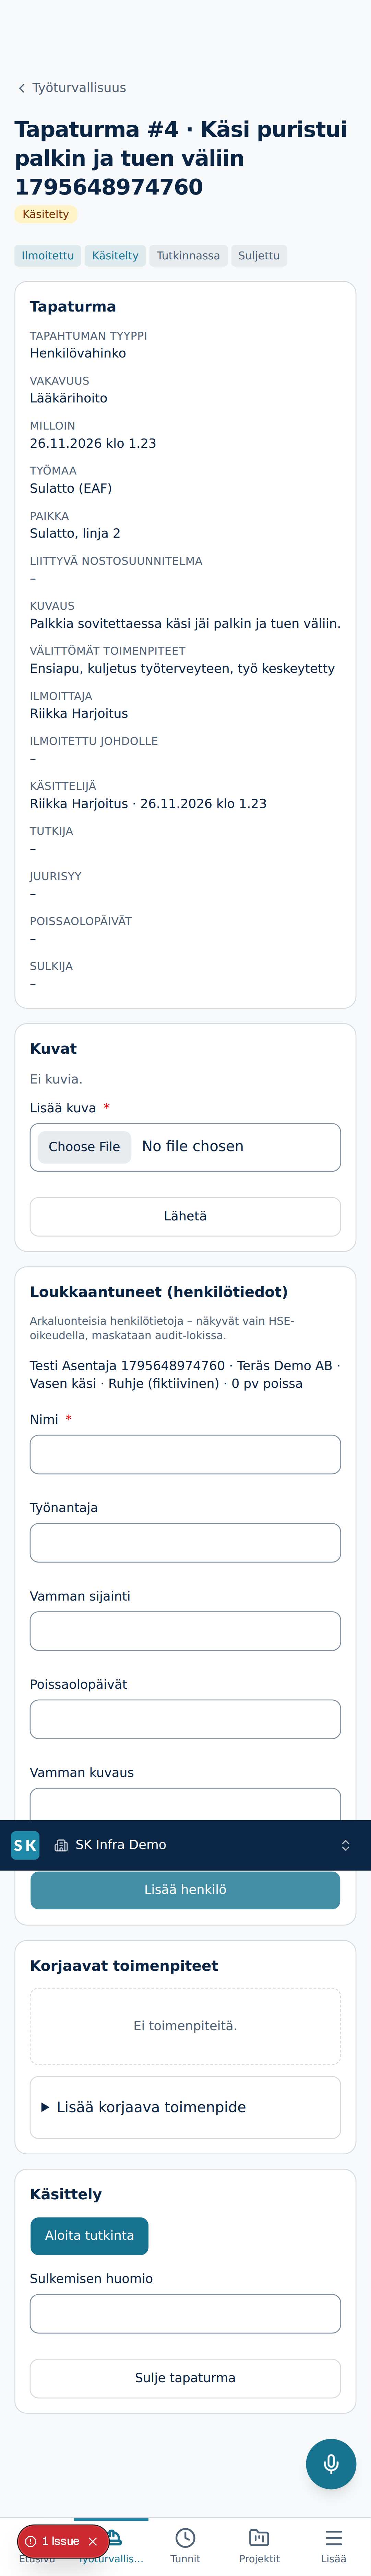 Työturvallisuus
Tapaturma #4 · Käsi puristui
palkin ja tuen väliin
1795648974760
Käsitelty
Ilmoitettu Käsitelty Tutkinnassa Suljettu
Tapaturma
TAPAHTUMAN TYYPPI
Henkilövahinko
VAKAVUUS
Lääkärihoito
MILLOIN
26.11.2026 klo 1.23
TYÖMAA
Sulatto (EAF)
PAIKKA
Sulatto, linja 2
LIITTYVÄ NOSTOSUUNNITELMA
–
KUVAUS
Palkkia sovitettaessa käsi jäi palkin ja tuen väliin.
VÄLITTÖMÄT TOIMENPITEET
Ensiapu, kuljetus työterveyteen, työ keskeytetty
ILMOITTAJA
Riikka Harjoitus
ILMOITETTU JOHDOLLE
–
KÄSITTELIJÄ
Riikka Harjoitus · 26.11.2026 klo 1.23
TUTKIJA
–
JUURISYY
–
POISSAOLOPÄIVÄT
–
SULKIJA
–
Kuvat
Ei kuvia.
Lisää kuva *
Choose File No file chosen
Lähetä
Loukkaantuneet (henkilötiedot)
Arkaluonteisia henkilötietoja – näkyvät vain HSE-
oikeudella, maskataan audit-lokissa.
Testi Asentaja 1795648974760 · Teräs Demo AB ·
Vasen käsi · Ruhje (fiktiivinen) · 0 pv poissa
Nimi *
Työnantaja
Vamman sijainti
Poissaolopäivät
Vamman kuvaus
SK SK Infra Demo
Lisää henkilö
Korjaavat toimenpiteet
Ei toimenpiteitä.
Lisää korjaava toimenpide
Käsittely
Aloita tutkinta
Sulkemisen huomio
Sulje tapaturma
1 Issue
Etusivu Työturvallis... Tunnit Projektit Lisää